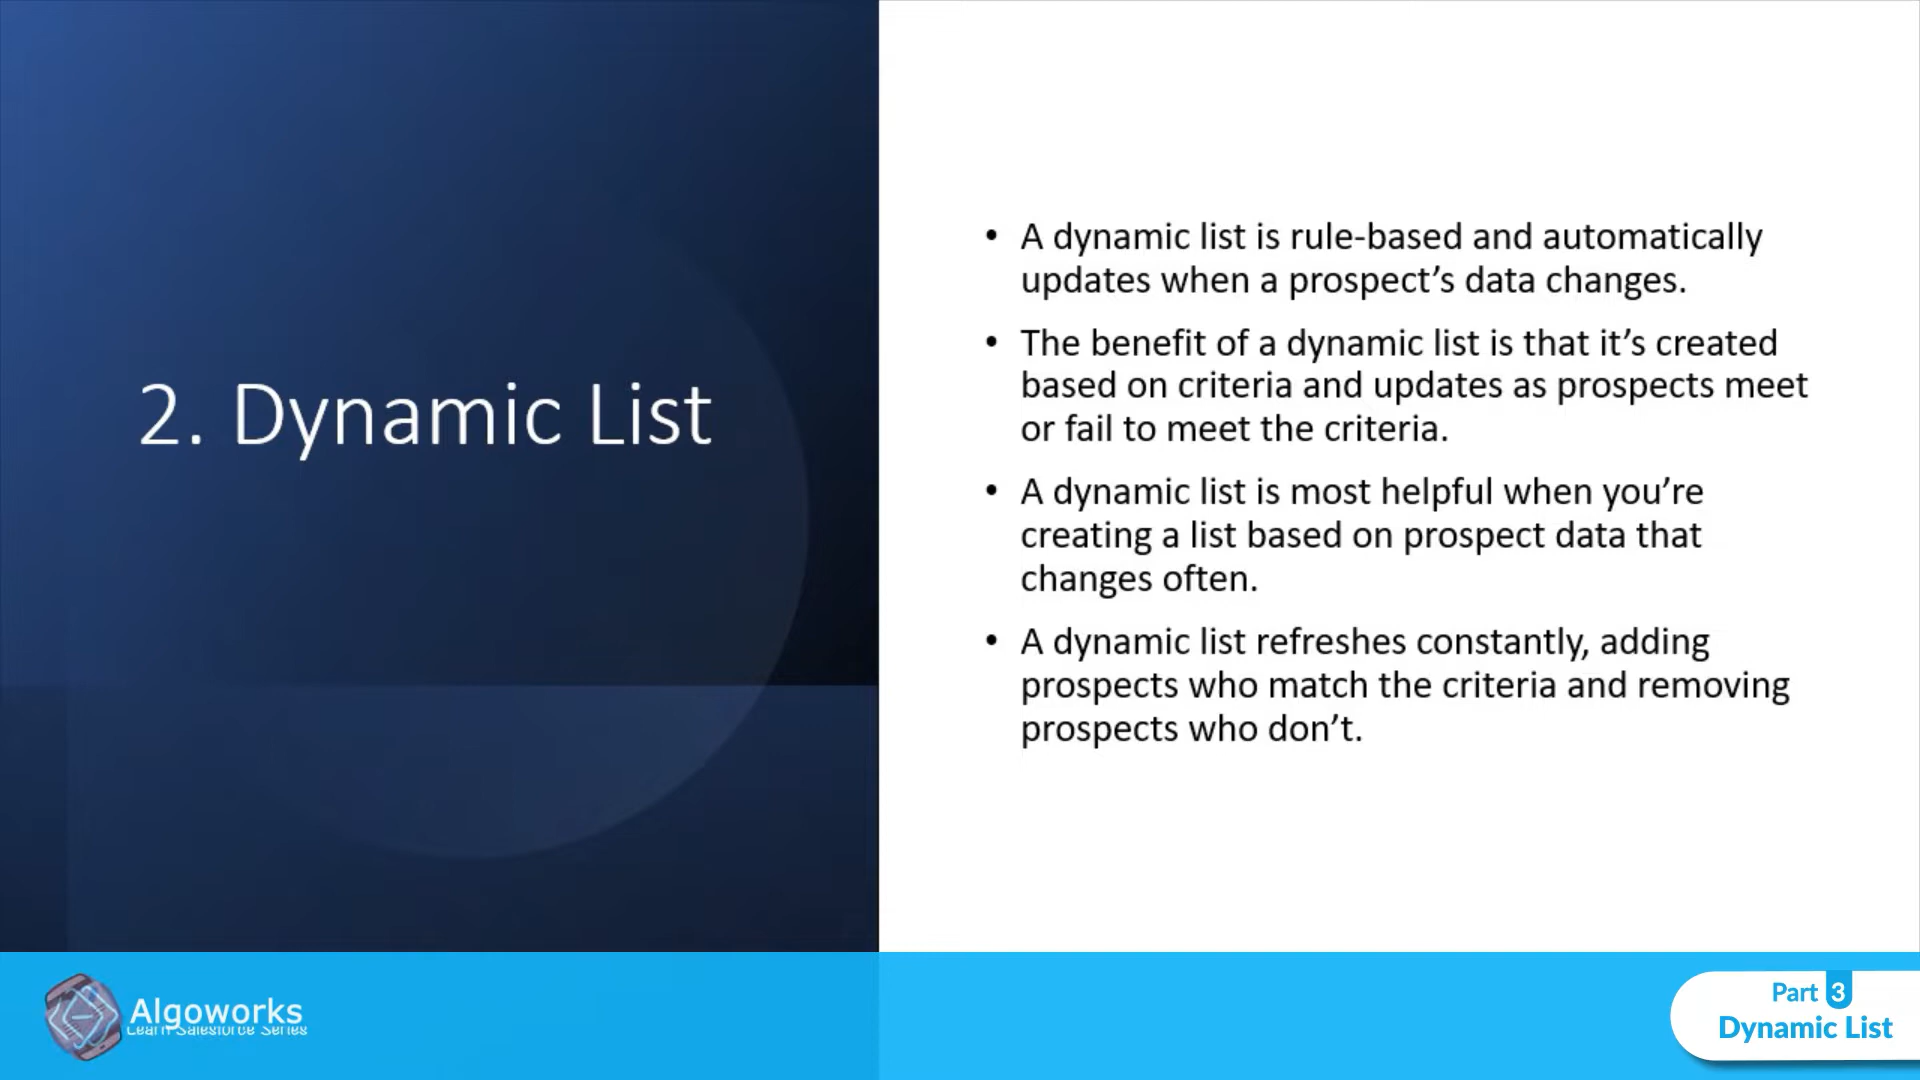 2. Dynamic List
• A dynamic list is rule-based and automatically
updates when a prospect’s data changes.
• The benefit of a dynamic list is that it’s created
based on criteria and updates as prospects meet
or fail to meet the criteria.
• A dynamic list is most helpful when you’re
creating a list based on prospect data that
changes often.
• A dynamic list refreshes constantly, adding
prospects who match the criteria and removing
prospects who don’t.
Algoworks
Learn Salesforce Series
Part 3
Dynamic List